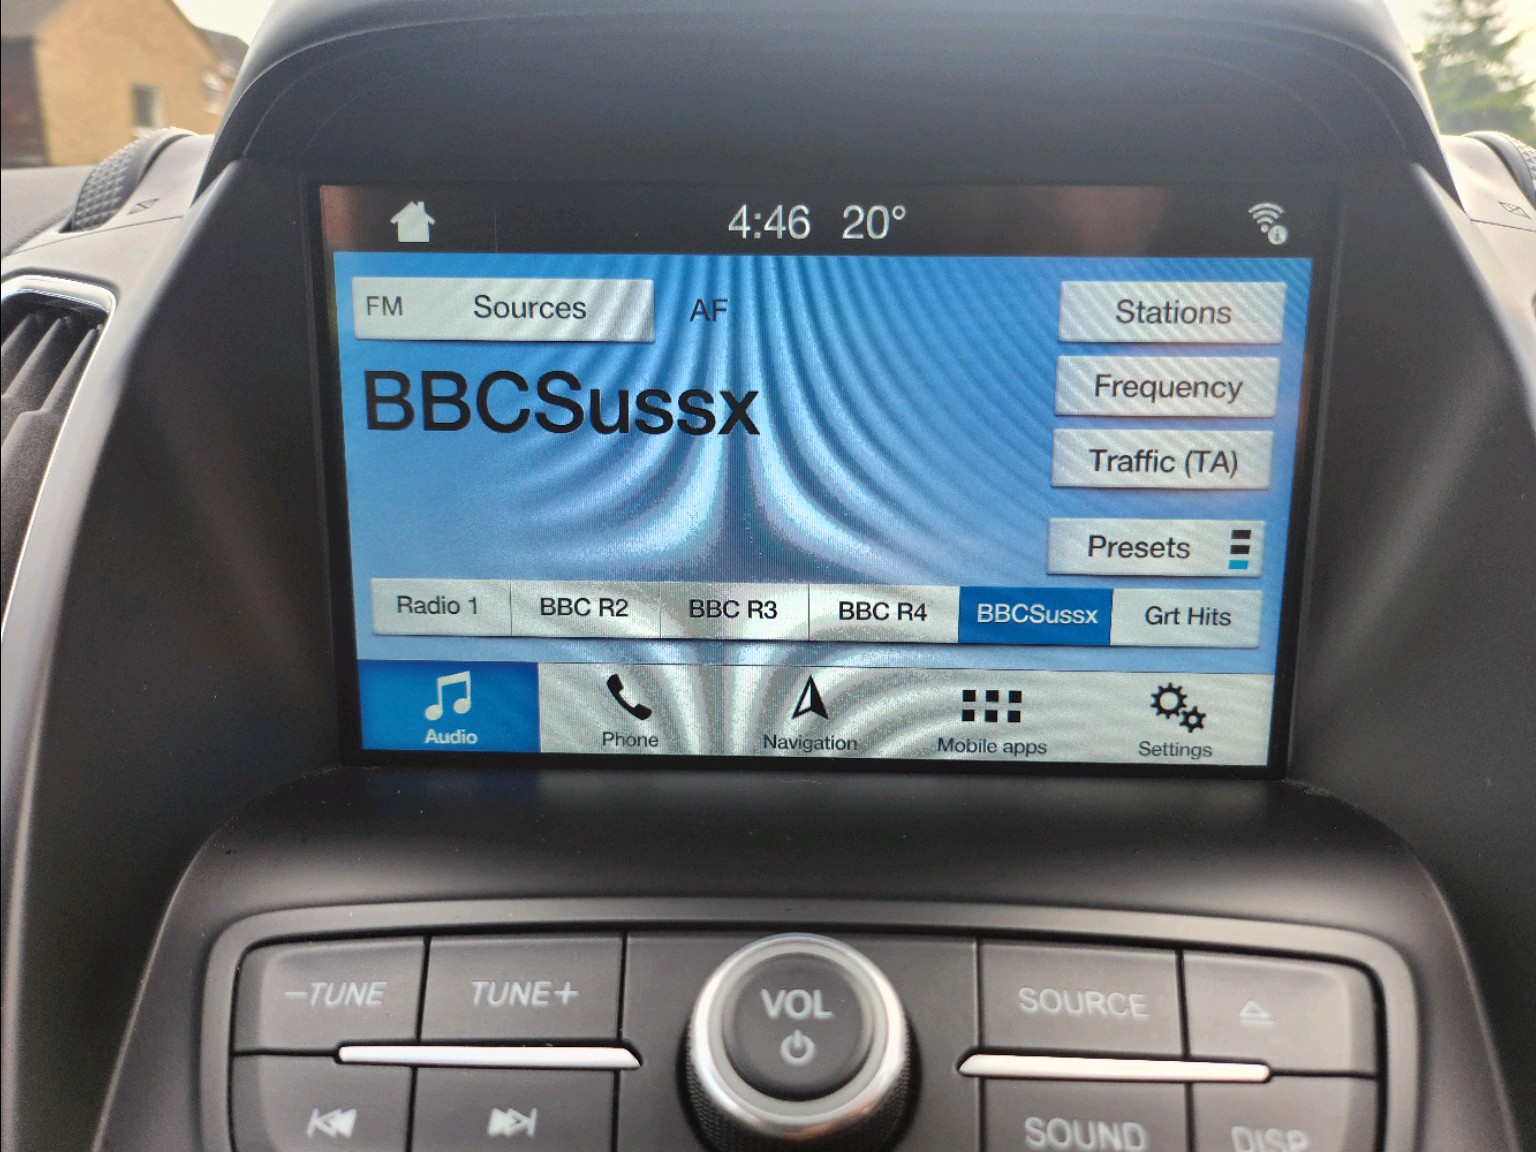 4:46 20°
FM Sources AF Stations
BBCSussx
Frequency
Traffic (TA)
Presets
Radio 1 BBC R2 BBC R3 BBC R4 BBCSussx Grt Hits
Audio Phone Navigation Mobile apps Settings
−TUNE TUNE+ VOL SOURCE
SOUND DISP